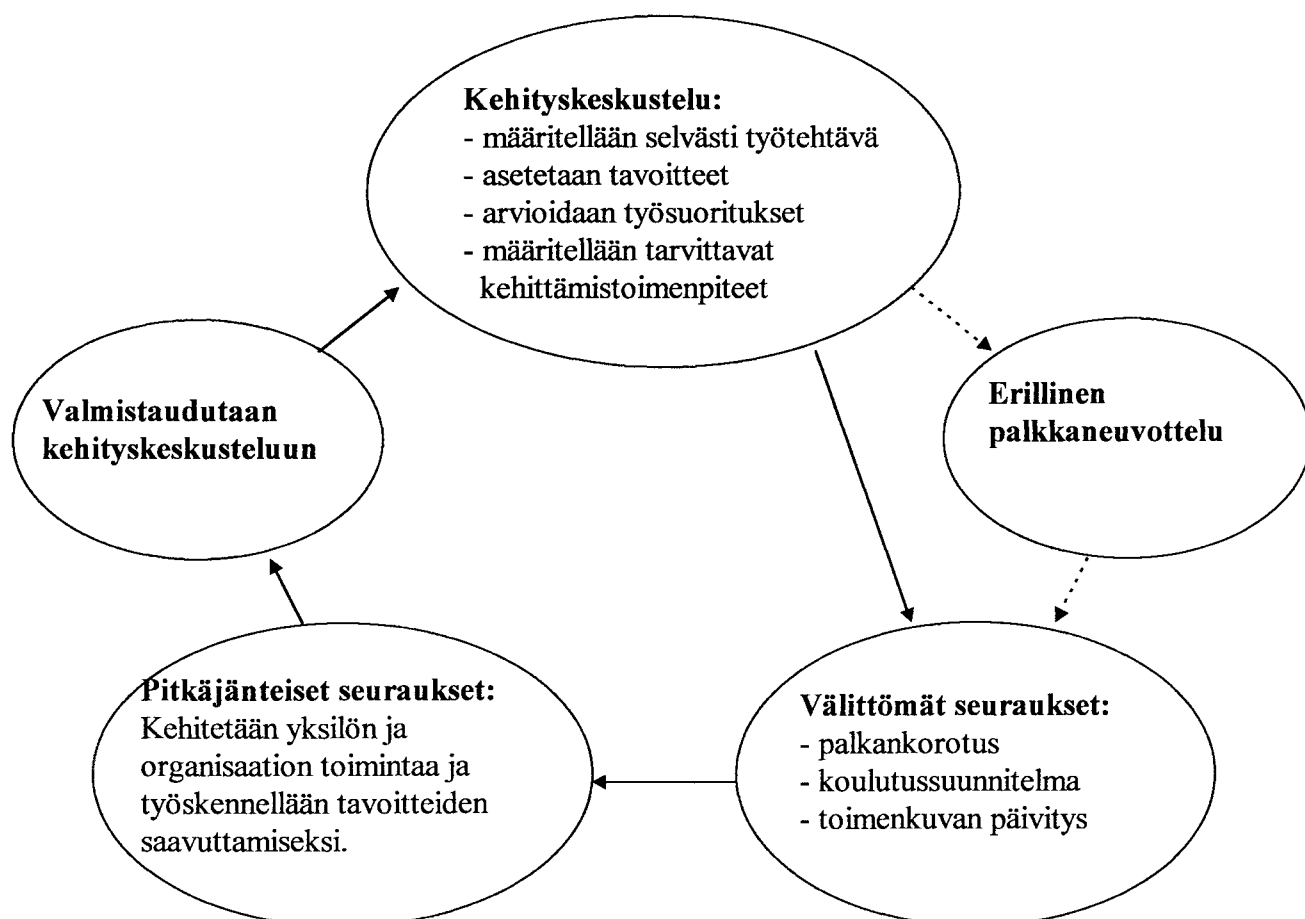 Kehityskeskustelu:
- määritellään selvästi työtehtävä
- asetetaan tavoitteet
- arvioidaan työsuoritukset
- määritellään tarvittavat
kehittämistoimenpiteet
Valmistaudutaan
kehityskeskusteluun
Erillinen
palkkaneuvottelu
Pitkäjänteiset seuraukset:
Kehitetään yksilön ja
organisaation toimintaa ja
työskennellään tavoitteiden
saavuttamiseksi.
Välittömät seuraukset:
- palkankorotus
- koulutussuunnitelma
- toimenkuvan päivitys